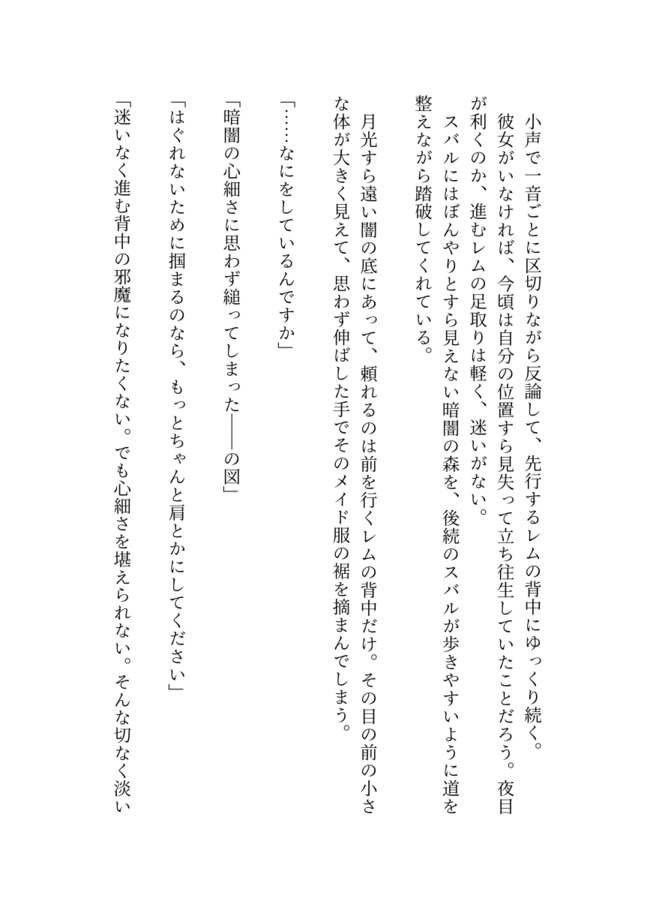 小声で一音ごとに区切りながら反論して、先行するレムの背中にゆっくり続く。
彼女がいなければ、今頃は自分の位置すら見失って立ち往生していたことだろう。夜目
が利くのか、進むレムの足取りは軽く、迷いがない。
スバルにはぼんやりとすら見えない暗闇の森を、後続のスバルが歩きやすいように道を
整えながら踏破してくれている。
月光すら遠い闇の底にあって、頼れるのは前を行くレムの背中だけ。その目の前の小さ
な体が大きく見えて、思わず伸ばした手でそのメイド服の裾を摘まんでしまう。
「……なにをしているんですか」
「暗闇の心細さに思わず縋ってしまった――の図」
「はぐれないために掴まるのなら、もっとちゃんと肩とかにしてください」
「迷いなく進む背中の邪魔になりたくない。でも心細さを堪えられない。そんな切なく淡い